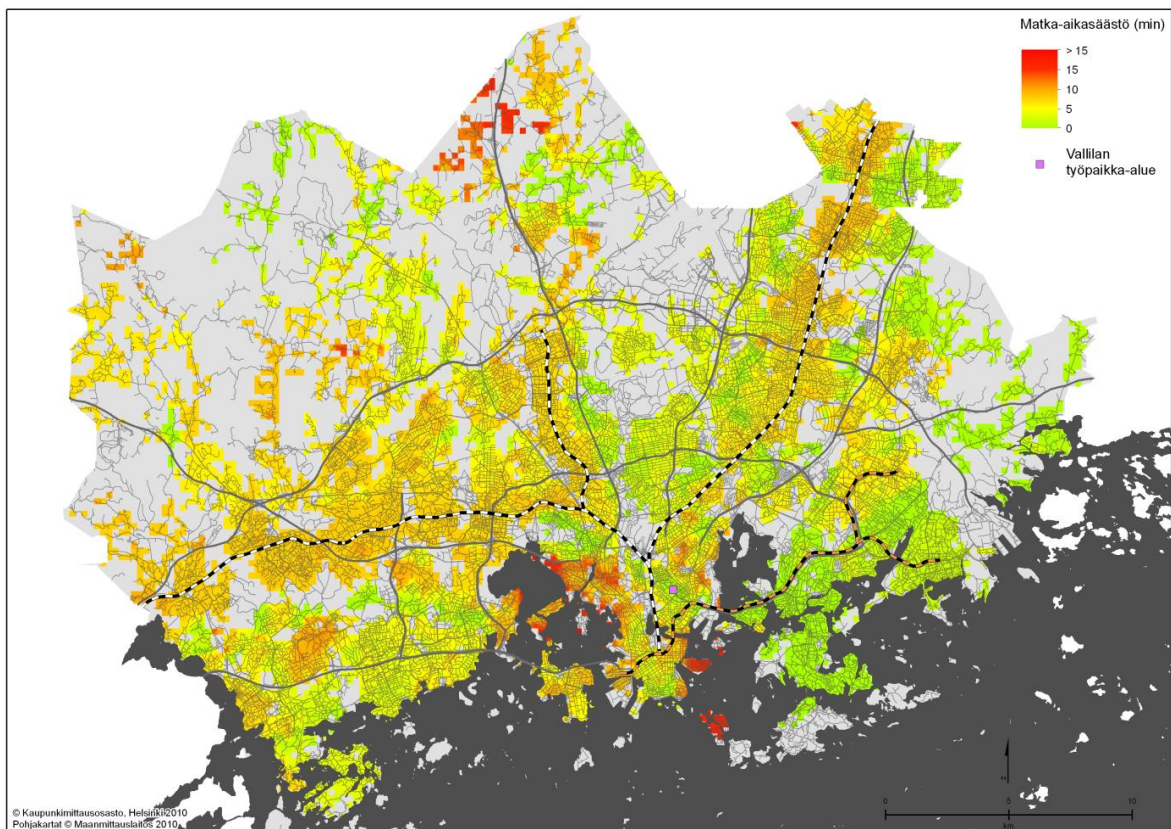 Matka-aikasäästö (min)
> 15
15
10
5
0
Vallilan
työpaikka-alue
© Kaupunkimittausosasto, Helsinki 2010
Pohjakartat © Maanmittauslaitos 2010
0
5
10
km